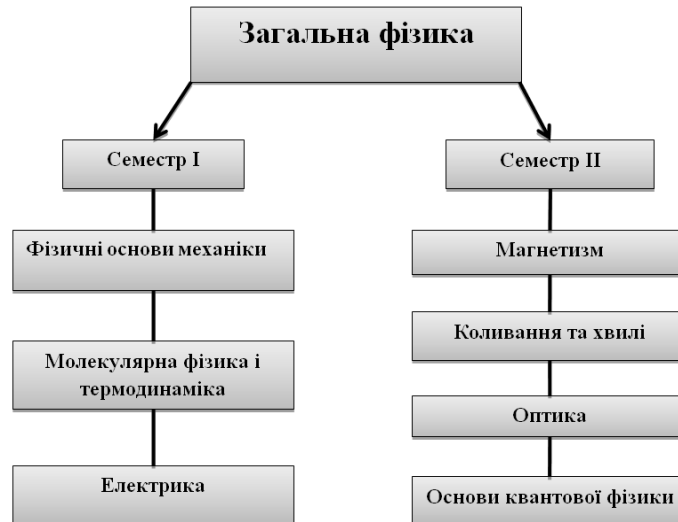 Загальна фізика
Семестр І
Фізичні основи механіки
Молекулярна фізика і
термодинаміка
Електрика
Семестр ІІ
Магнетизм
Коливання та хвилі
Оптика
Основи квантової фізики